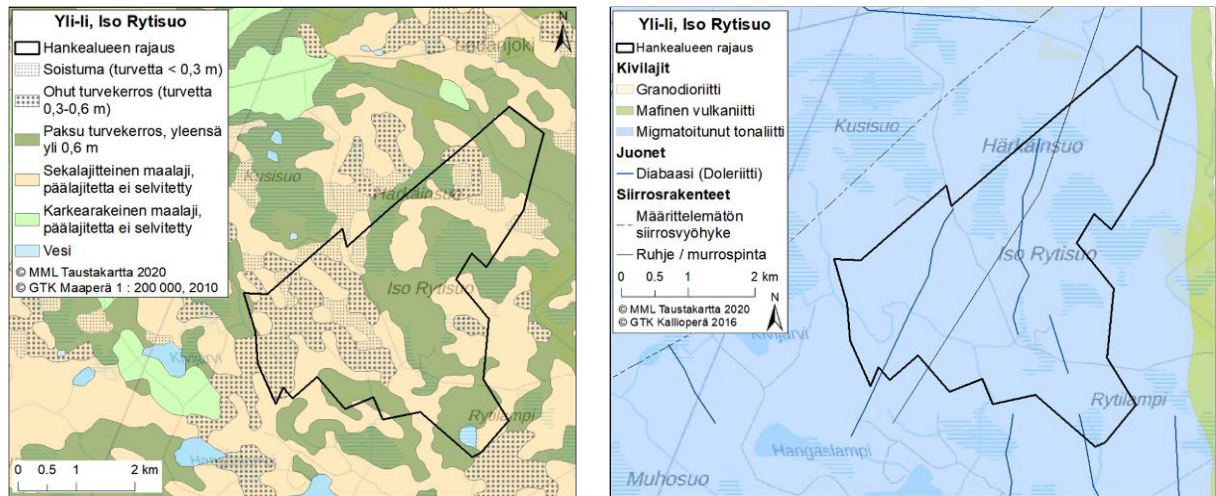 Yli-Ii, Iso Rytisuo
Hankealueen rajaus
Soistuma (turvetta < 0,3 m)
Ohut turvekerros (turvetta
0,3-0,6 m)
Paksu turvekerros, yleensä
yli 0,6 m
Sekalajitteinen maalaji,
päälajitetta ei selvitetty
Karkearakeinen maalaji,
päälajitetta ei selvitetty
Vesi
© MML Taustakartta 2020
© GTK Maaperä 1 : 200 000, 2010
N
Kusisuo
Härkäinsuo
Iso Rytisuo
Kivijärvi
Rytilampi
0 0.5 1 2 km
Yli-Ii, Iso Rytisuo
Hankealueen rajaus
Kivilajit
Granodioriitti
Mafinen vulkaniitti
Migmatoitunut tonaliitti
Juonet
Diabaasi (Doleriitti)
Siirrosrakenteet
Määrittelemätön
siirrosvyöhyke
Ruhje / murrospinta
0 0.5 1 2 km
N
© MML Taustakartta 2020
© GTK Kallioperä 2016
Kusisuo
Härkäinsuo
Iso Rytisuo
Kivijärvi
Rytilampi
Hangaslampi
Muhosuo